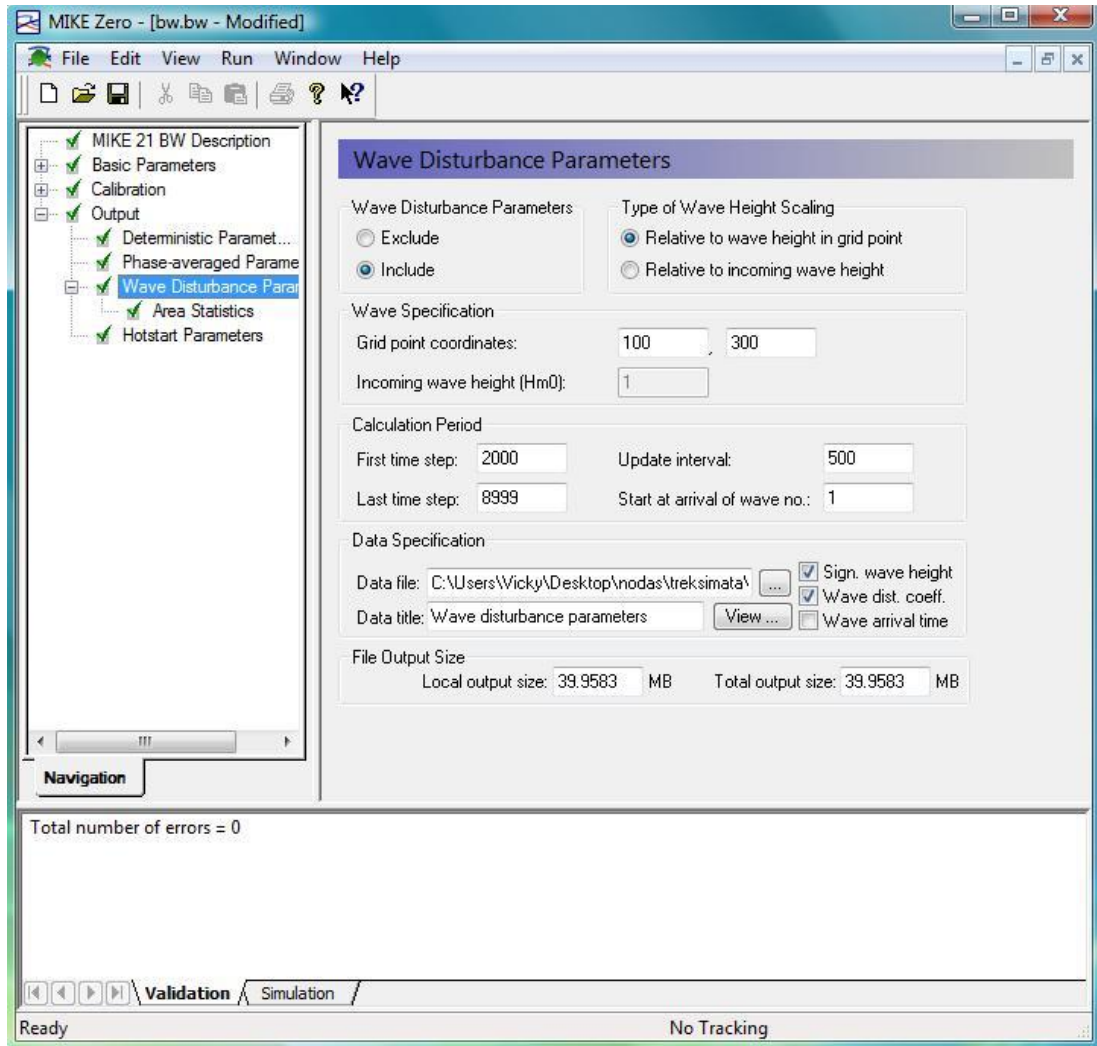 MIKE Zero - [bw.bw - Modified]
File Edit View Run Window Help
MIKE 21 BW Description
Basic Parameters
Calibration
Output
Deterministic Paramet...
Phase-averaged Parame
Wave Disturbance Parar
Area Statistics
Hotstart Parameters
Navigation
Wave Disturbance Parameters
Wave Disturbance Parameters
Exclude
Include
Type of Wave Height Scaling
Relative to wave height in grid point
Relative to incoming wave height
Wave Specification
Grid point coordinates: 100 , 300
Incoming wave height (Hm0): 1
Calculation Period
First time step: 2000 Update interval: 500
Last time step: 8999 Start at arrival of wave no.: 1
Data Specification
Data file: C:\Users\Vicky\Desktop\nodas\treksimata\ ...
Data title: Wave disturbance parameters View ...
Sign. wave height
Wave dist. coeff.
Wave arrival time
File Output Size
Local output size: 39.9583 MB Total output size: 39.9583 MB
Total number of errors = 0
Validation Simulation
Ready No Tracking